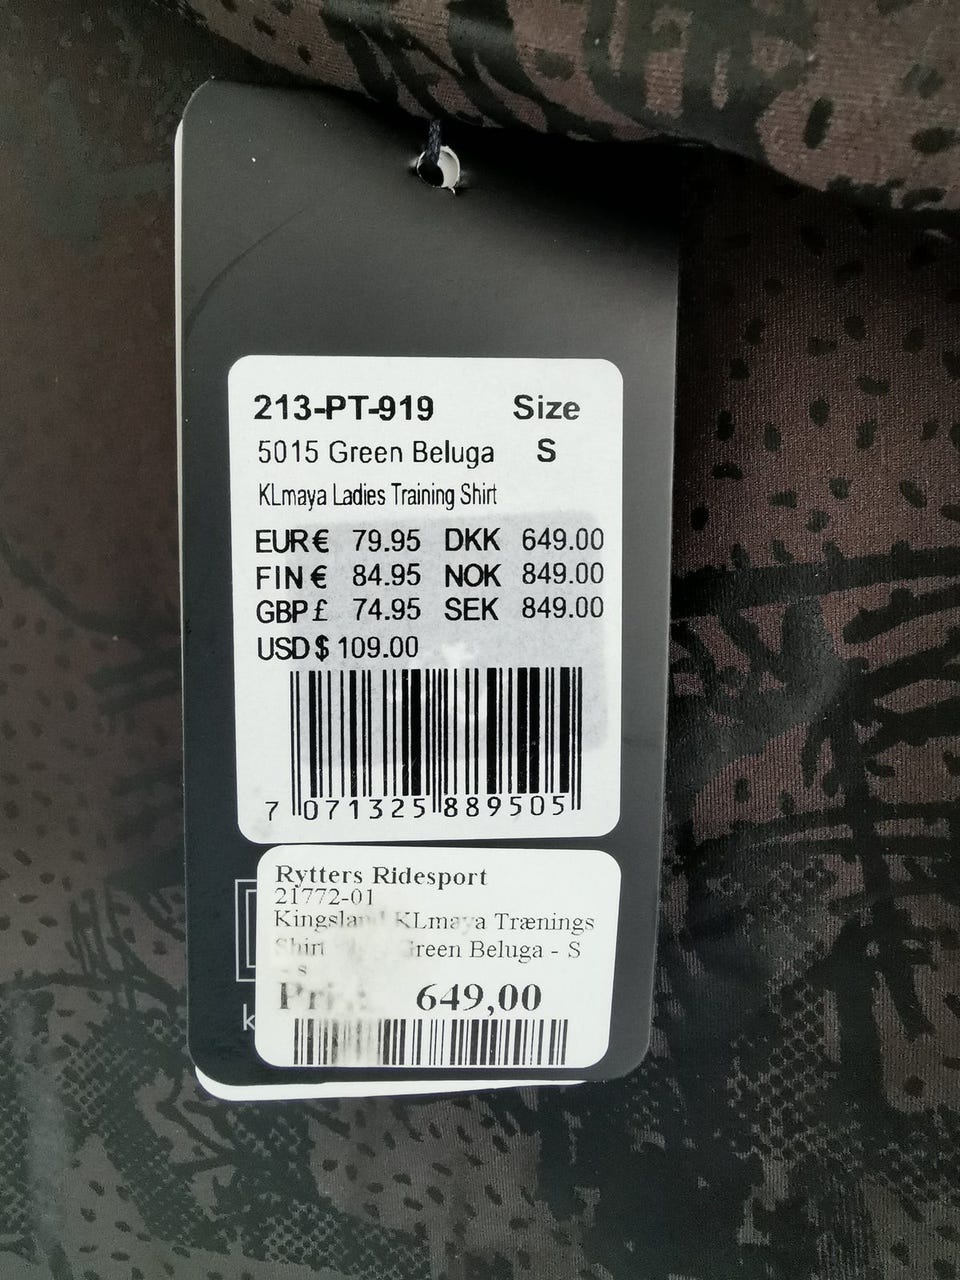 213-PT-919 Size
5015 Green Beluga S
KLmaya Ladies Training Shirt
EUR € 79.95 DKK 649.00
FIN € 84.95 NOK 849.00
GBP £ 74.95 SEK 849.00
USD $ 109.00
7 071325 889505
Rytters Ridesport
21772-01
Kingsland KLmaya Trænings
Shirt Green Beluga - S
- S
649,00
k